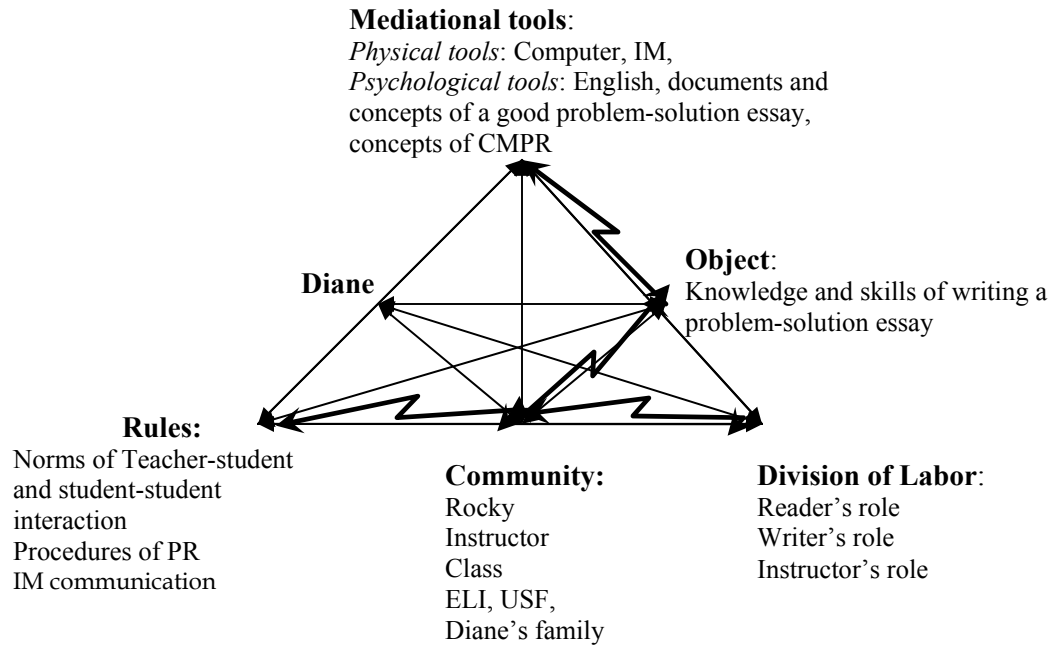 Mediational tools:
Physical tools: Computer, IM,
Psychological tools: English, documents and
concepts of a good problem-solution essay,
concepts of CMPR
Diane
Object:
Knowledge and skills of writing a
problem-solution essay
Rules:
Norms of Teacher-student
and student-student
interaction
Procedures of PR
IM communication
Community:
Rocky
Instructor
Class
ELI, USF,
Diane’s family
Division of Labor:
Reader’s role
Writer’s role
Instructor’s role